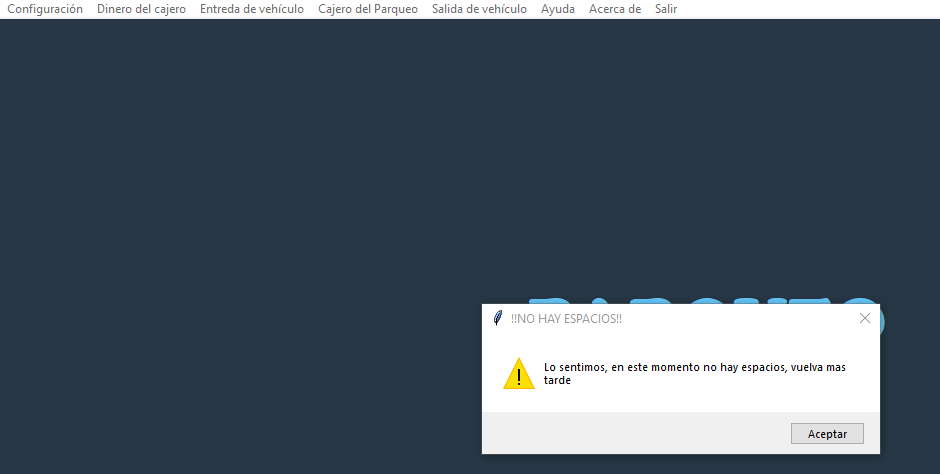 Configuración Dinero del cajero Entreda de vehículo Cajero del Parqueo Salida de vehículo Ayuda Acerca de Salir
!!NO HAY ESPACIOS!!
Lo sentimos, en este momento no hay espacios, vuelva mas
tarde
Aceptar